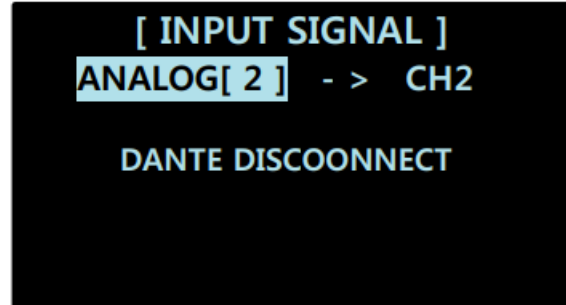 [ INPUT SIGNAL ]
ANALOG[ 2 ] - > CH2
DANTE DISCOONNECT